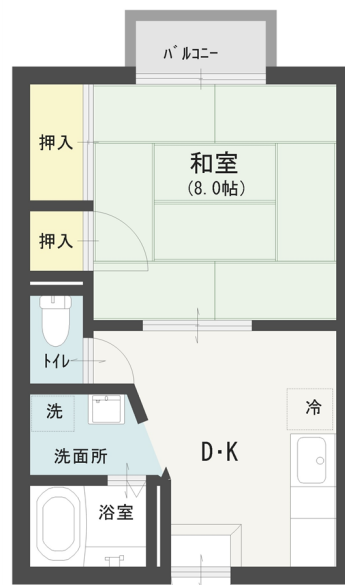 バルコニー
押入
和室
(8.0帖)
押入
トイレ
洗
冷
D・K
洗面所
浴室